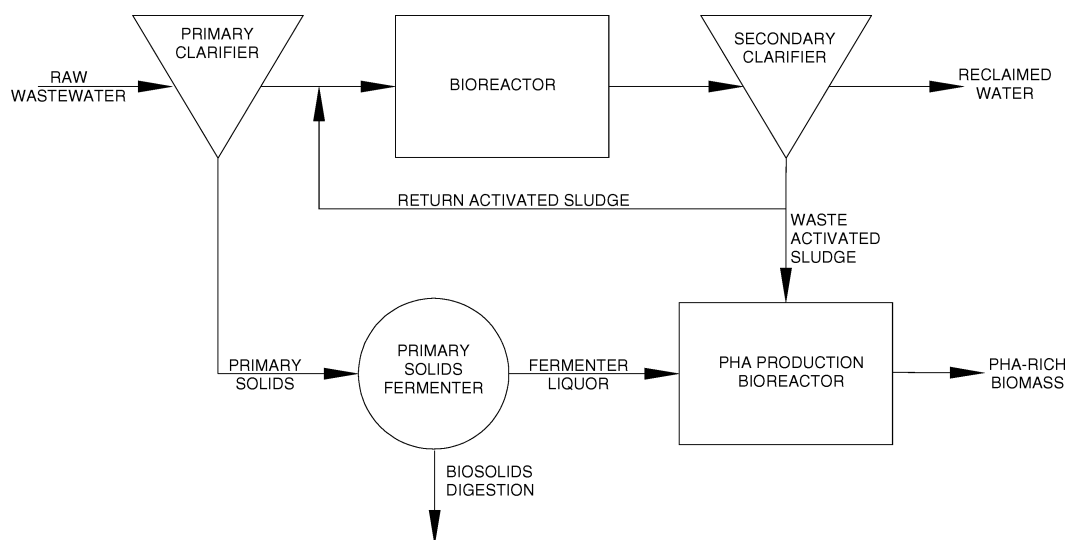 PRIMARY
CLARIFIER
RAW
WASTEWATER
BIOREACTOR
SECONDARY
CLARIFIER
RECLAIMED
WATER
RETURN ACTIVATED SLUDGE
WASTE
ACTIVATED
SLUDGE
PRIMARY
SOLIDS
PRIMARY
SOLIDS
FERMENTER
FERMENTER
LIQUOR
PHA PRODUCTION
BIOREACTOR
PHA-RICH
BIOMASS
BIOSOLIDS
DIGESTION